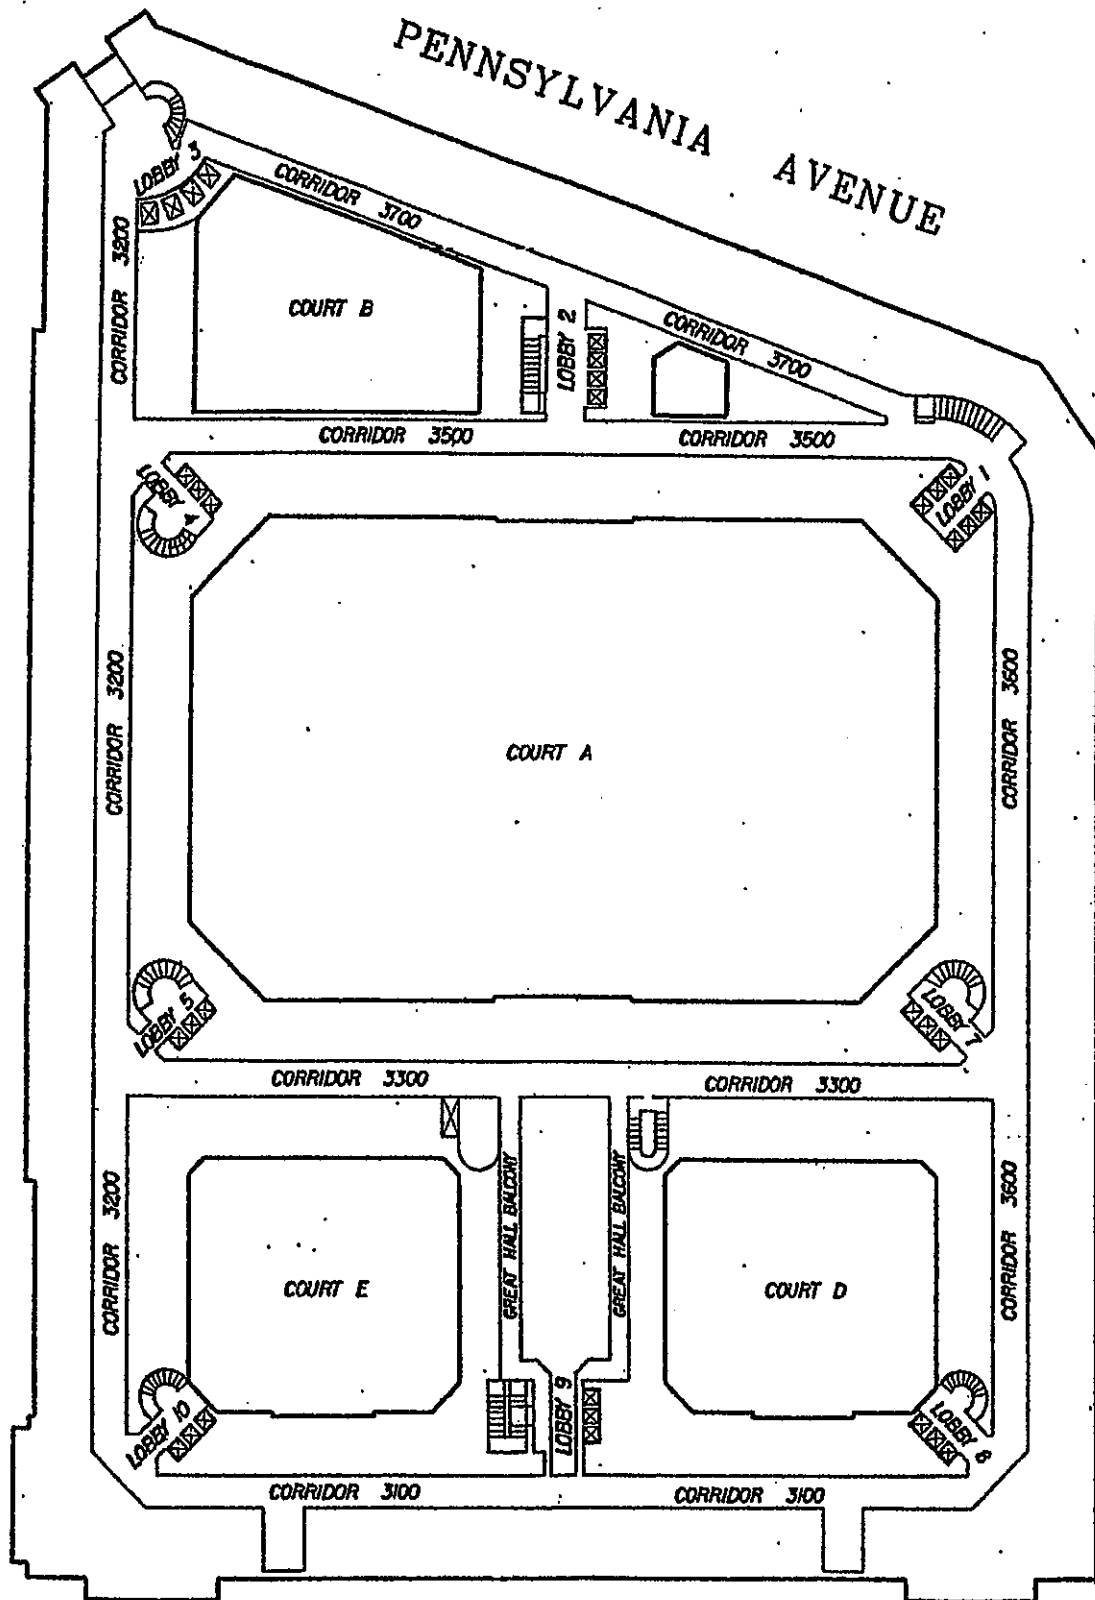 PENNSYLVANIA AVENUE
LOBBY 3
CORRIDOR 3700
CORRIDOR 3200
COURT B
LOBBY 2
CORRIDOR 3700
CORRIDOR 3500
CORRIDOR 3500
LOBBY 4
LOBBY 1
CORRIDOR 3200
CORRIDOR 3600
COURT A
LOBBY 5
LOBBY 7
CORRIDOR 3300
CORRIDOR 3300
CORRIDOR 3200
GREAT HALL BALCONY
GREAT HALL BALCONY
CORRIDOR 3600
COURT E
COURT D
LOBBY 10
LOBBY 9
CORRIDOR 3100
CORRIDOR 3100